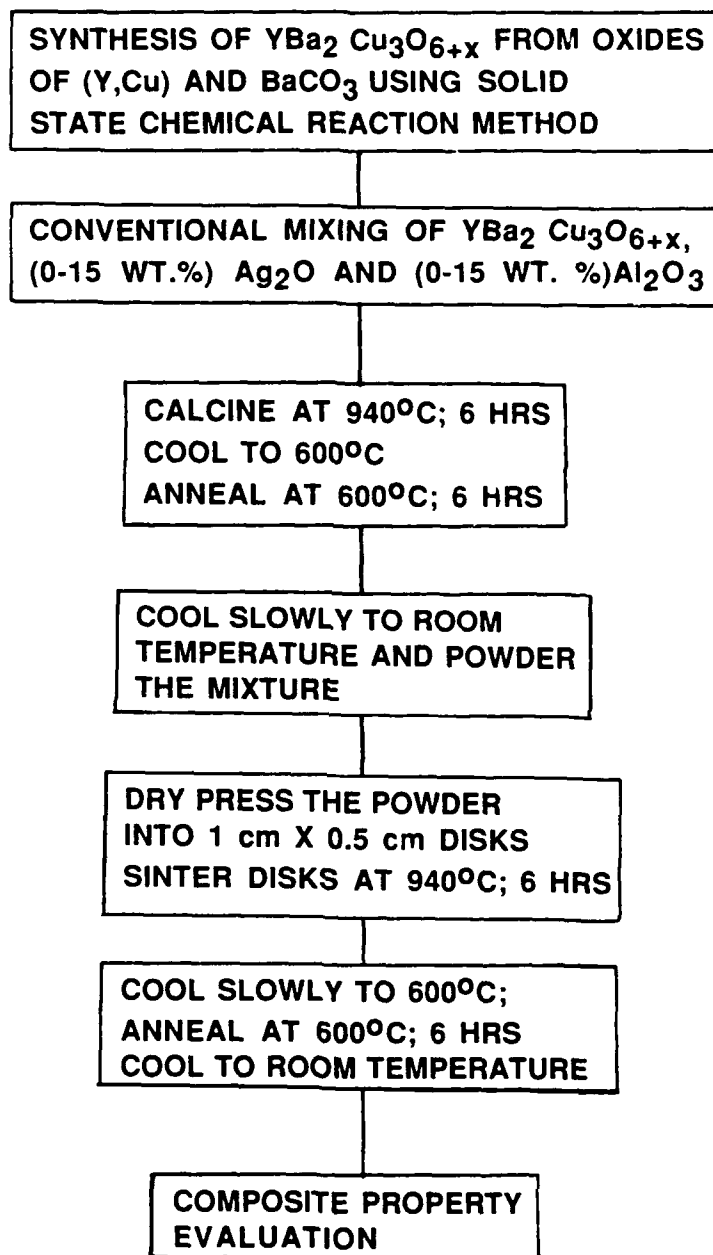 SYNTHESIS OF YBa2 Cu3O6+x FROM OXIDES
OF (Y,Cu) AND BaCO3 USING SOLID
STATE CHEMICAL REACTION METHOD
CONVENTIONAL MIXING OF YBa2 Cu3O6+x,
(0-15 WT.%) Ag2O AND (0-15 WT. %)Al2O3
CALCINE AT 940°C; 6 HRS
COOL TO 600°C
ANNEAL AT 600°C; 6 HRS
COOL SLOWLY TO ROOM
TEMPERATURE AND POWDER
THE MIXTURE
DRY PRESS THE POWDER
INTO 1 cm X 0.5 cm DISKS
SINTER DISKS AT 940°C; 6 HRS
COOL SLOWLY TO 600°C;
ANNEAL AT 600°C; 6 HRS
COOL TO ROOM TEMPERATURE
COMPOSITE PROPERTY
EVALUATION